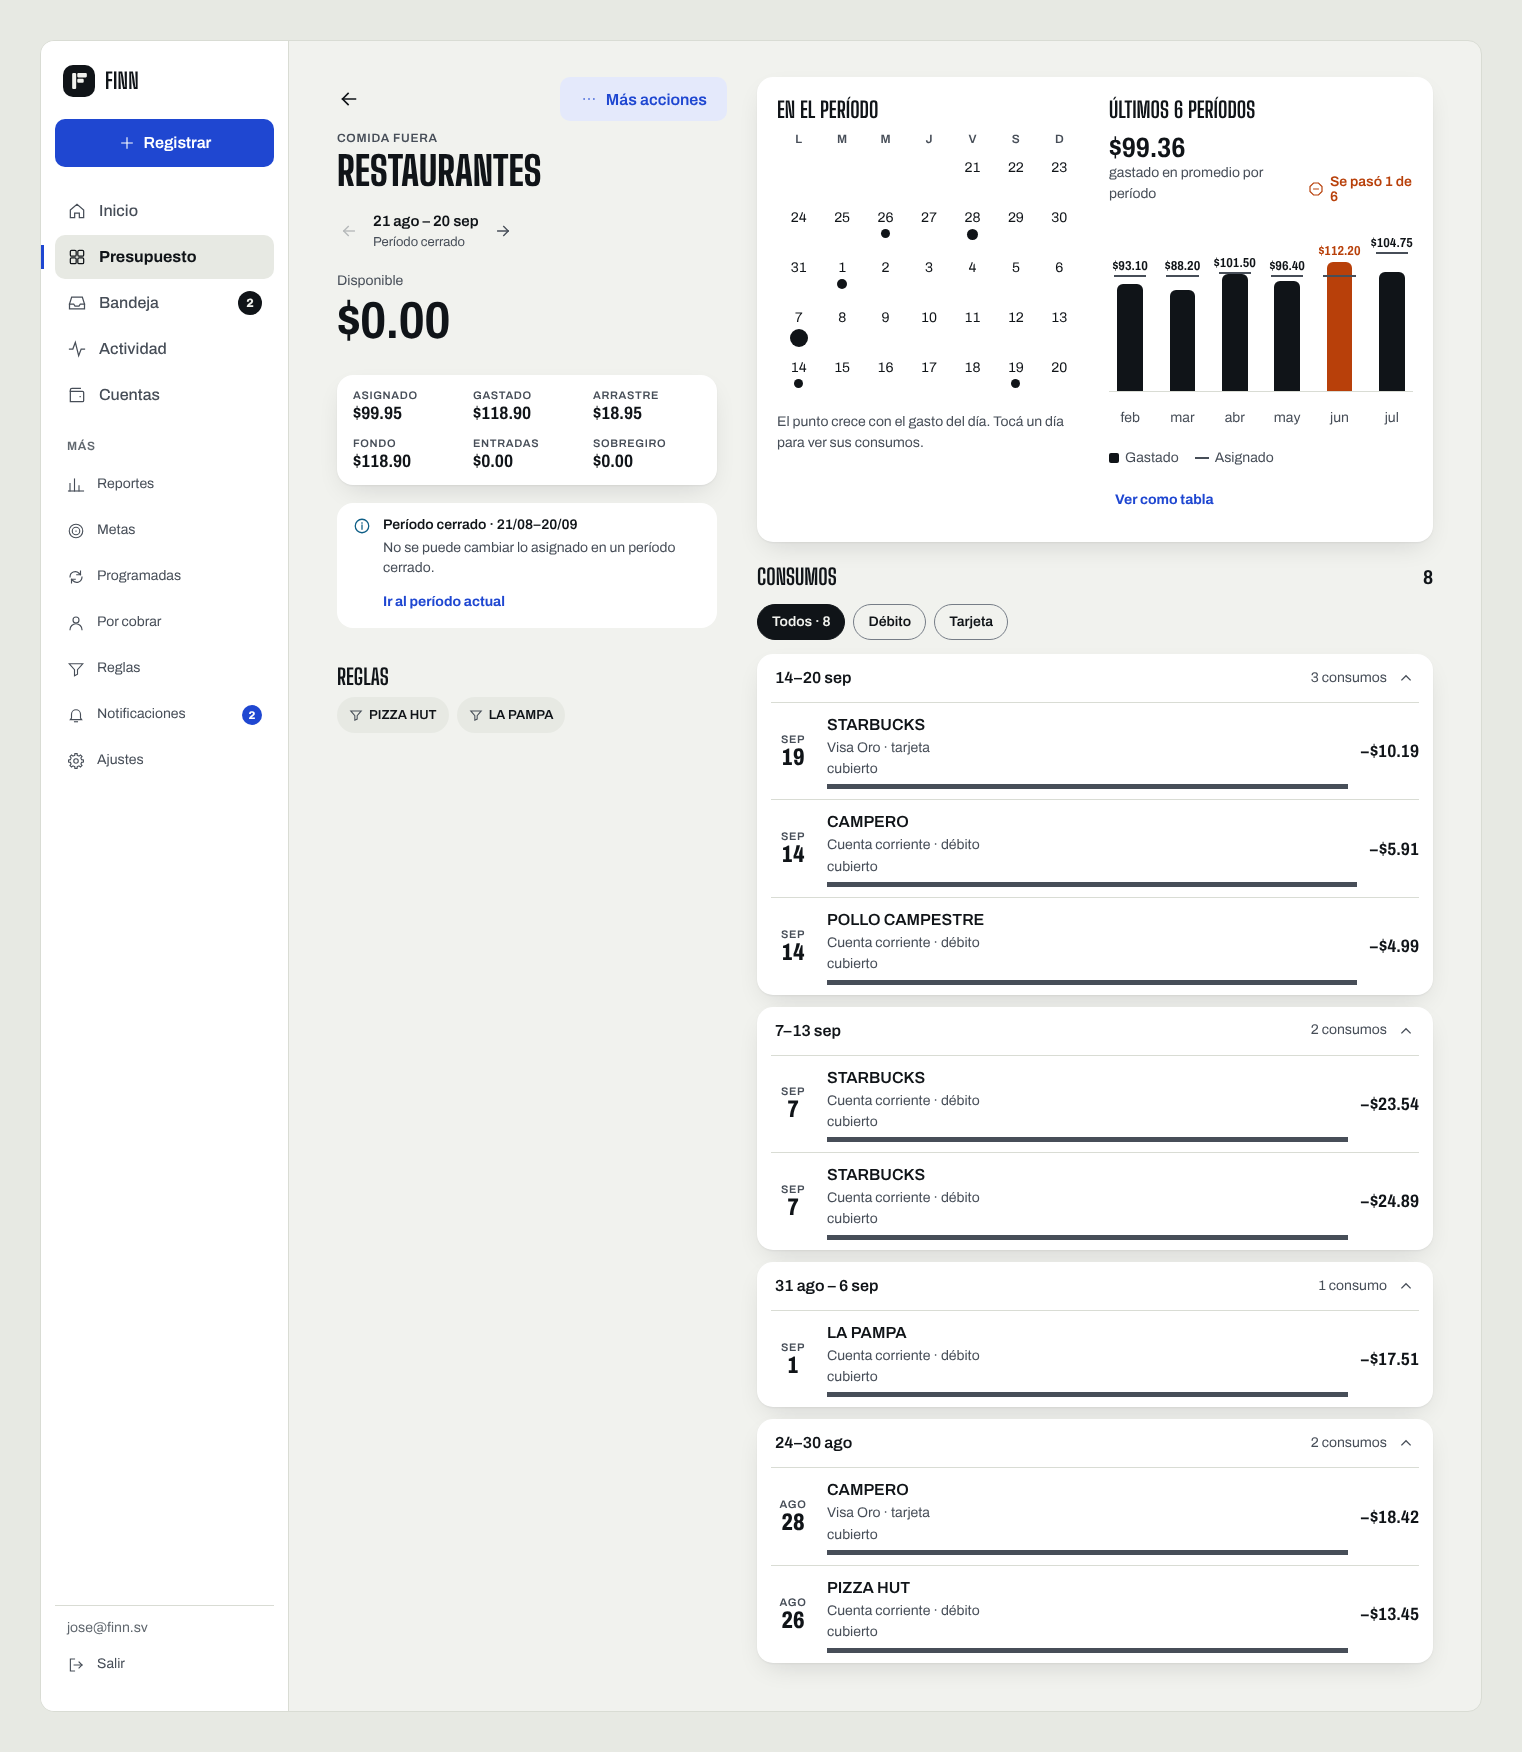 FINN
Registrar
Inicio
Presupuesto
Bandeja 2
Actividad
Cuentas
MÁS
Reportes
Metas
Programadas
Por cobrar
Reglas
Notificaciones 2
Ajustes
jose@finn.sv
Salir
Más acciones
COMIDA FUERA
RESTAURANTES
21 ago – 20 sep
Período cerrado
Disponible
$0.00
ASIGNADO GASTADO ARRASTRE
$99.95 $118.90 $18.95
FONDO ENTRADAS SOBREGIRO
$118.90 $0.00 $0.00
Período cerrado · 21/08–20/09
No se puede cambiar lo asignado en un período
cerrado.
Ir al período actual
REGLAS
PIZZA HUT LA PAMPA
EN EL PERÍODO
L M M J V S D
21 22 23
24 25 26 27 28 29 30
31 1 2 3 4 5 6
7 8 9 10 11 12 13
14 15 16 17 18 19 20
El punto crece con el gasto del día. Tocá un día
para ver sus consumos.
ÚLTIMOS 6 PERÍODOS
$99.36
gastado en promedio por
período
Se pasó 1 de
6
$93.10 $88.20 $101.50 $96.40 $112.20 $104.75
feb mar abr may jun jul
Gastado Asignado
Ver como tabla
CONSUMOS 8
Todos · 8 Débito Tarjeta
14–20 sep 3 consumos
SEP
19
STARBUCKS
Visa Oro · tarjeta
cubierto
–$10.19
SEP
14
CAMPERO
Cuenta corriente · débito
cubierto
–$5.91
SEP
14
POLLO CAMPESTRE
Cuenta corriente · débito
cubierto
–$4.99
7–13 sep 2 consumos
SEP
7
STARBUCKS
Cuenta corriente · débito
cubierto
–$23.54
SEP
7
STARBUCKS
Cuenta corriente · débito
cubierto
–$24.89
31 ago – 6 sep 1 consumo
SEP
1
LA PAMPA
Cuenta corriente · débito
cubierto
–$17.51
24–30 ago 2 consumos
AGO
28
CAMPERO
Visa Oro · tarjeta
cubierto
–$18.42
AGO
26
PIZZA HUT
Cuenta corriente · débito
cubierto
–$13.45